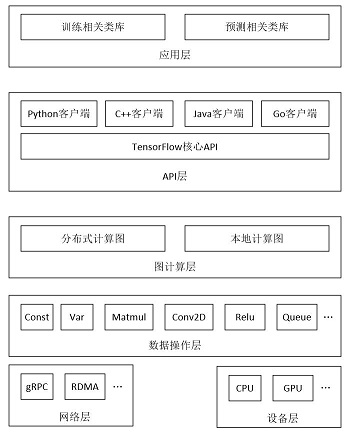 训练相关类库 预测相关类库
应用层
Python客户端 C++客户端 Java客户端 Go客户端
TensorFlow核心API
API层
分布式计算图 本地计算图
图计算层
Const Var Matmul Conv2D Relu Queue …
数据操作层
gRPC RDMA …
网络层
CPU GPU …
设备层